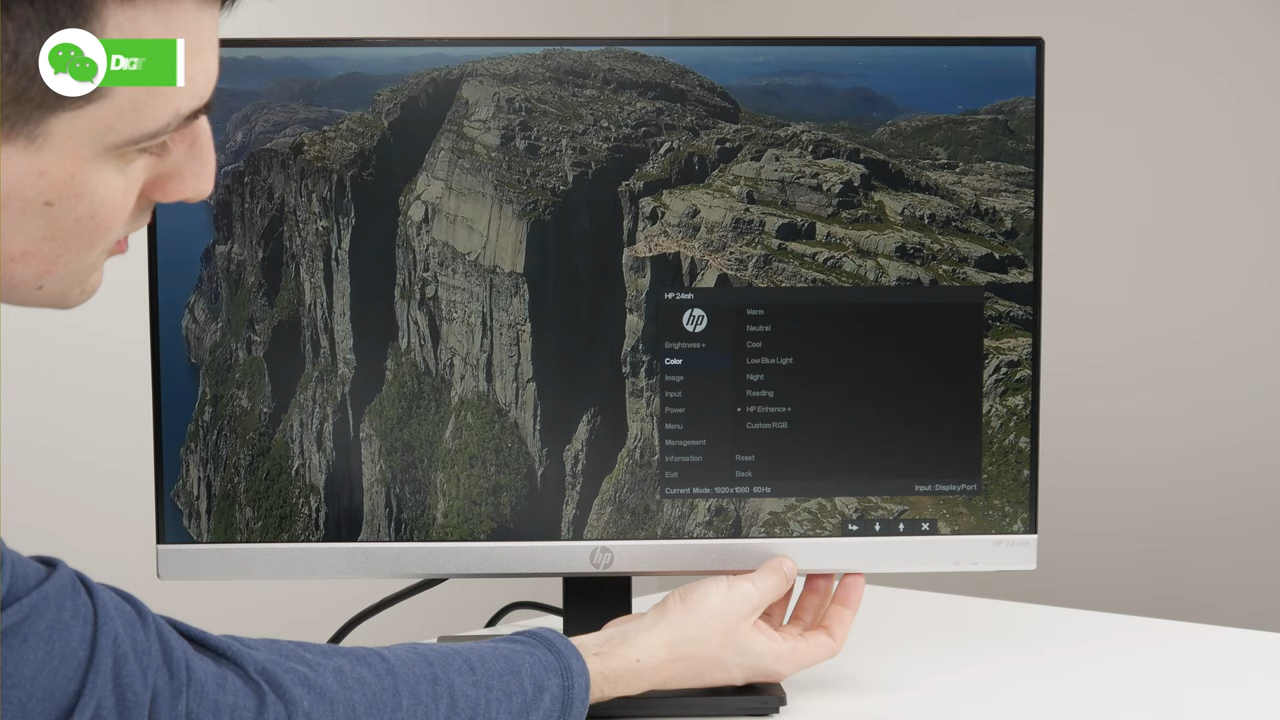 HP 24mh
hp
Brightness +
Color
Image
Input
Power
Menu
Management
Information
Exit
Warm
Neutral
Cool
Low Blue Light
Night
Reading
HP Enhance +
Custom RGB
Reset
Back
Current Mode: 1920x1080 60Hz
Input: DisplayPort
hp
HP 24mh